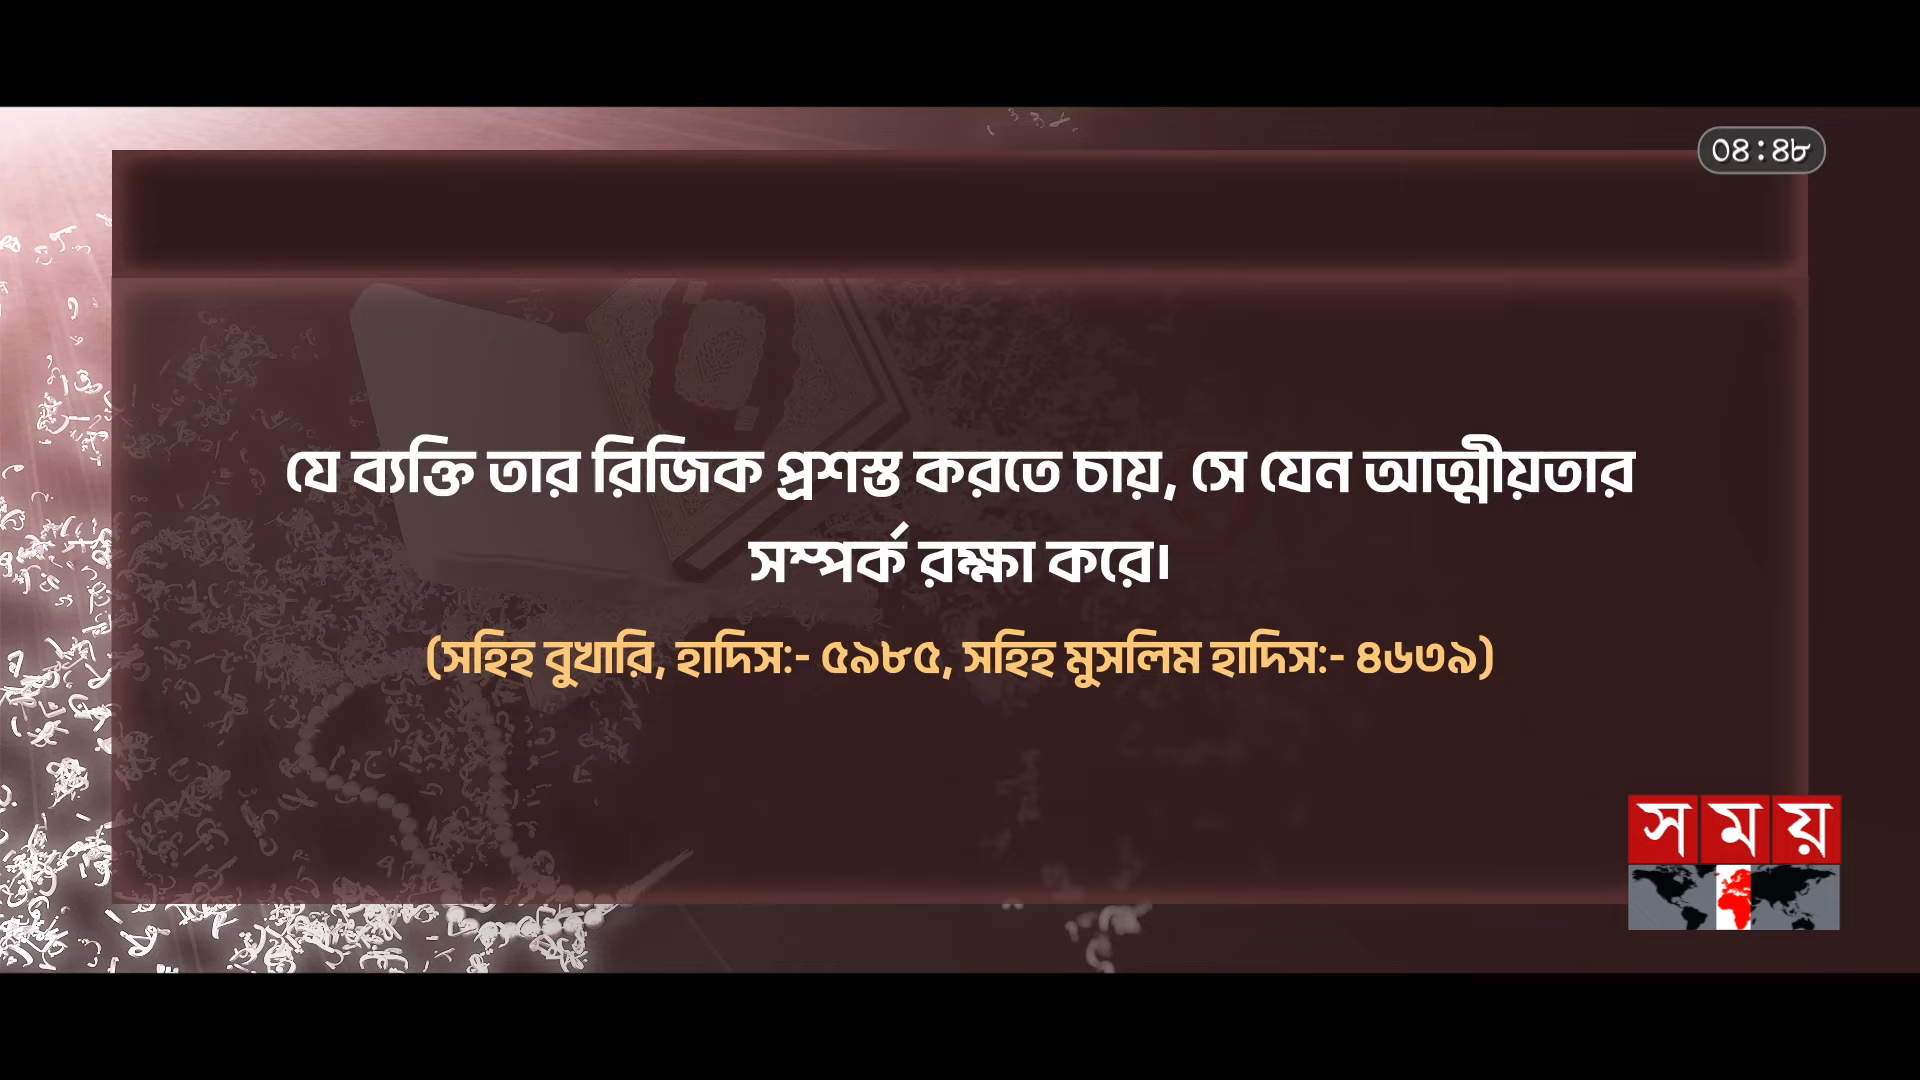 ০৪:৪৮
যে ব্যক্তি তার রিজিক প্রশস্ত করতে চায়, সে যেন আত্মীয়তার
সম্পর্ক রক্ষা করে।
(সহিহ বুখারি, হাদিস:- ৫৯৮৫, সহিহ মুসলিম হাদিস:- ৪৬৩৯)
সময়